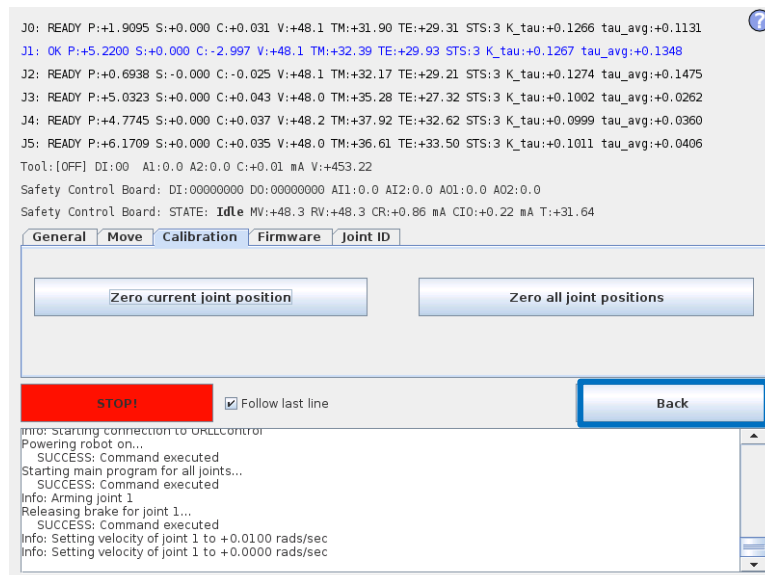 J0: READY P:+1.9095 S:+0.000 C:+0.031 V:+48.1 TM:+31.90 TE:+29.31 STS:3 K_tau:+0.1266 tau_avg:+0.1131
J1: OK P:+5.2200 S:+0.000 C:-2.997 V:+48.1 TM:+32.39 TE:+29.93 STS:3 K_tau:+0.1267 tau_avg:+0.1348
J2: READY P:+0.6938 S:-0.000 C:-0.025 V:+48.1 TM:+32.17 TE:+29.21 STS:3 K_tau:+0.1274 tau_avg:+0.1475
J3: READY P:+5.0323 S:+0.000 C:+0.043 V:+48.0 TM:+35.28 TE:+27.32 STS:3 K_tau:+0.1002 tau_avg:+0.0262
J4: READY P:+4.7745 S:+0.000 C:+0.037 V:+48.2 TM:+37.92 TE:+32.62 STS:3 K_tau:+0.0999 tau_avg:+0.0360
J5: READY P:+6.1709 S:+0.000 C:+0.035 V:+48.0 TM:+36.61 TE:+33.50 STS:3 K_tau:+0.1011 tau_avg:+0.0406
Tool:[OFF] DI:00 A1:0.0 A2:0.0 C:+0.01 mA V:+453.22
Safety Control Board: DI:00000000 DO:00000000 AI1:0.0 AI2:0.0 AO1:0.0 AO2:0.0
Safety Control Board: STATE: Idle MV:+48.3 RV:+48.3 CR:+0.86 mA CIO:+0.22 mA T:+31.64
General Move Calibration Firmware Joint ID
Zero current joint position Zero all joint positions
STOP! Follow last line Back
Info: Starting connection to URLLControl
Powering robot on...
SUCCESS: Command executed
Starting main program for all joints...
SUCCESS: Command executed
Info: Arming joint 1
Releasing brake for joint 1...
SUCCESS: Command executed
Info: Setting velocity of joint 1 to +0.0100 rads/sec
Info: Setting velocity of joint 1 to +0.0000 rads/sec